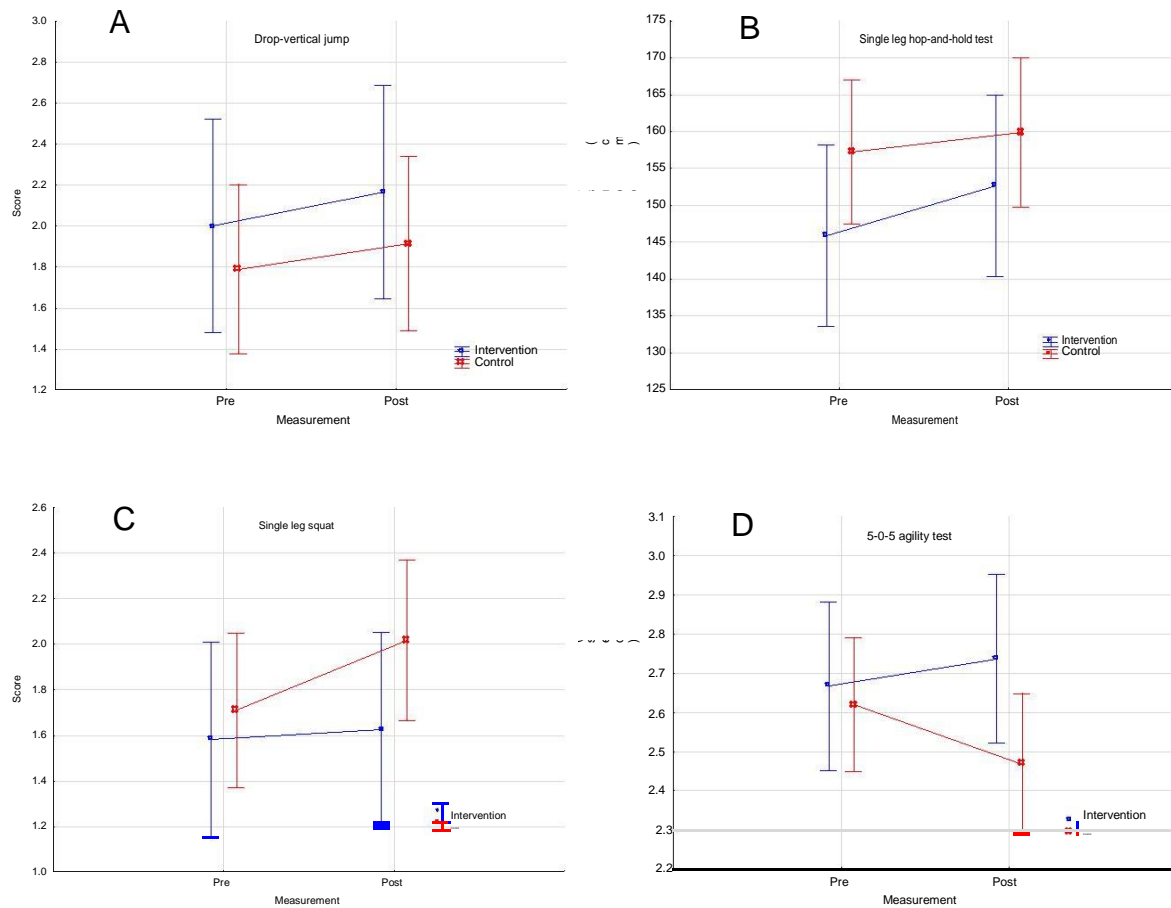 A
Drop-vertical jump
3.0
2.8
2.6
2.4
2.2
2.0
1.8
1.6
1.4
1.2
Score
Pre
Post
Measurement
Intervention
Control
B
Single leg hop-and-hold test
175
170
165
160
155
150
145
140
135
130
125
(cm)
Pre
Post
Measurement
Intervention
Control
C
Single leg squat
2.6
2.4
2.2
2.0
1.8
1.6
1.4
1.2
1.0
Score
Pre
Post
Measurement
Intervention
D
5-0-5 agility test
3.1
3.0
2.9
2.8
2.7
2.6
2.5
2.4
2.3
2.2
Pre
Post
Measurement
Intervention